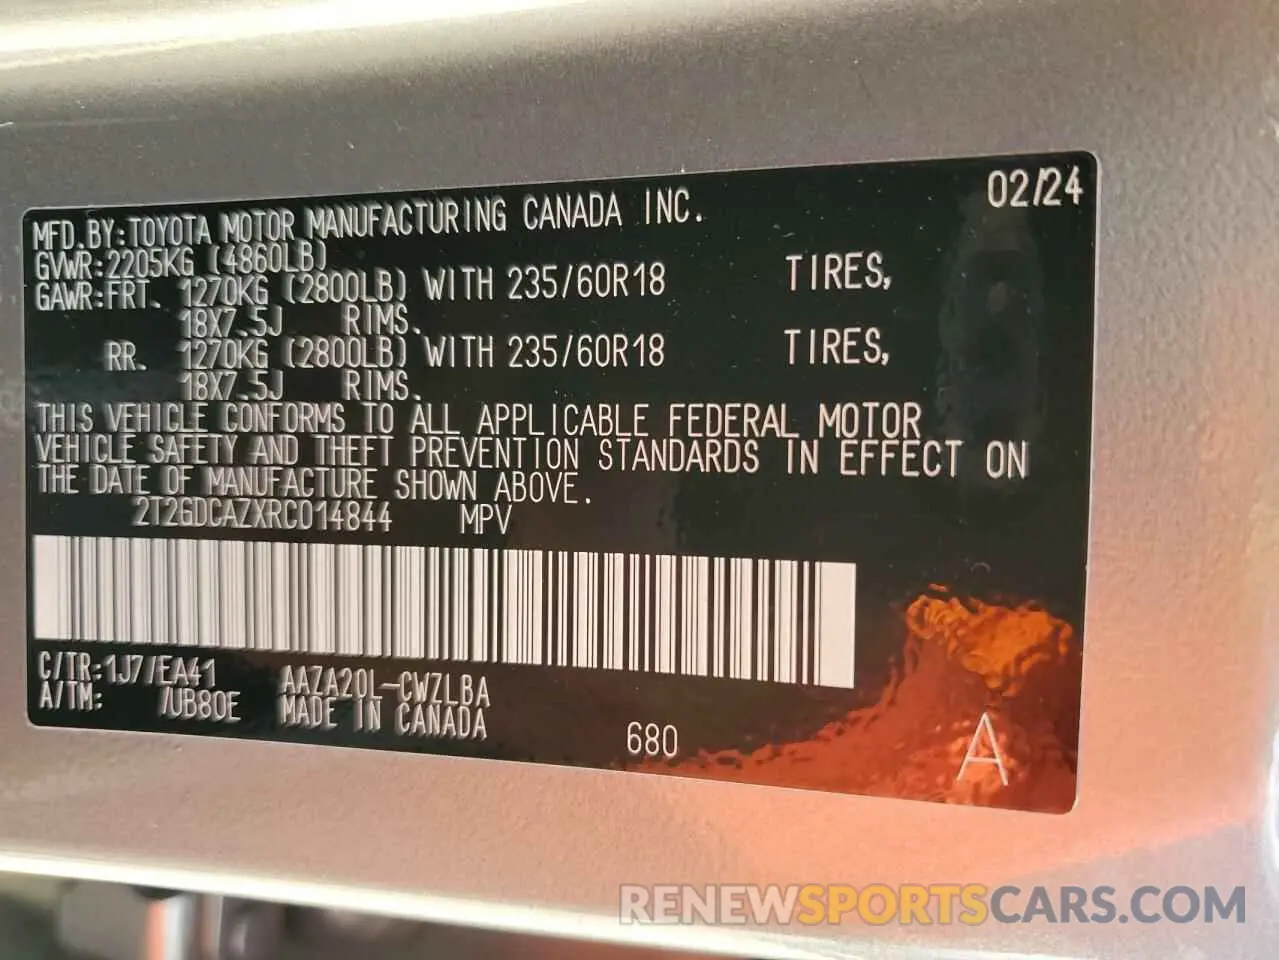 02/24
MFD.BY:TOYOTA MOTOR MANUFACTURING CANADA INC.
GVWR:2205KG (4860LB)
GAWR:FRT. 1270KG (2800LB) WITH 235/60R18 TIRES,
18X7.5J RIMS.
RR. 1270KG (2800LB) WITH 235/60R18 TIRES,
18X7.5J RIMS.
THIS VEHICLE CONFORMS TO ALL APPLICABLE FEDERAL MOTOR
VEHICLE SAFETY AND THEFT PREVENTION STANDARDS IN EFFECT ON
THE DATE OF MANUFACTURE SHOWN ABOVE.
2T2GDCAZXRC014844 MPV
C/TR:1J7/EA41 AAZA20L-CWZLBA
A/TM: /UB80E MADE IN CANADA
680
A
RENEWSPORTSCARS.COM